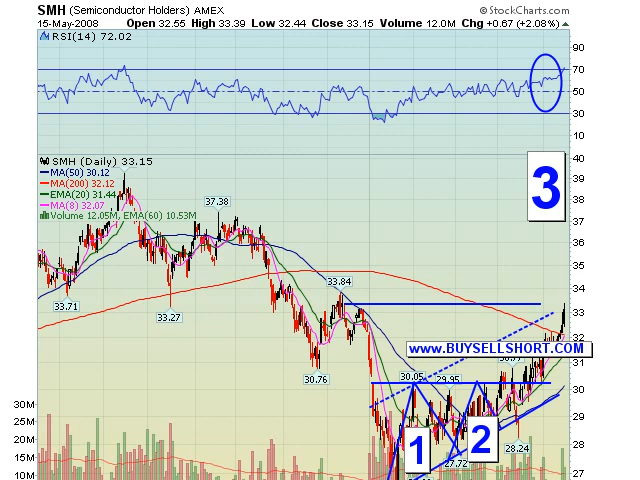 SMH (Semiconductor Holders) AMEX © StockCharts.com
15-May-2008 Open 32.55 High 33.39 Low 32.44 Close 33.15 Volume 12.0M Chg +0.67 (+2.08%)
RSI(14) 72.02
90
70
50
30
10
SMH (Daily) 33.15
MA(50) 30.12
MA(200) 32.12
EMA(20) 31.44
MA(8) 32.07
Volume 12.05M, EMA(60) 10.53M
40
39
38
37
36
35
34
33
32
31
30
29
28
27
37.38
33.71
33.27
33.84
30.76
30.05
29.95
27.72
28.24
3
www.BUYSELLSHORT.COM
1
2
30M
25M
20M
15M
10M